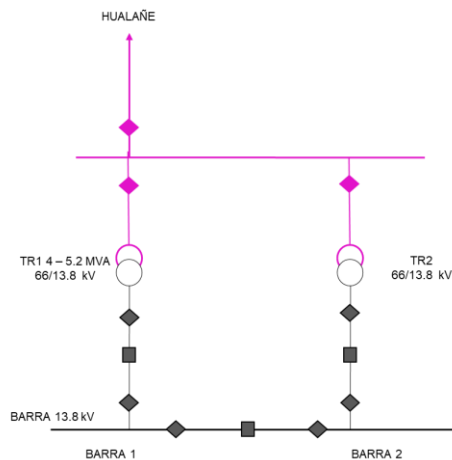 HUALAÑE
TR1 4 – 5.2 MVA
66/13.8 kV
TR2
66/13.8 kV
BARRA 13.8 kV
BARRA 1
BARRA 2